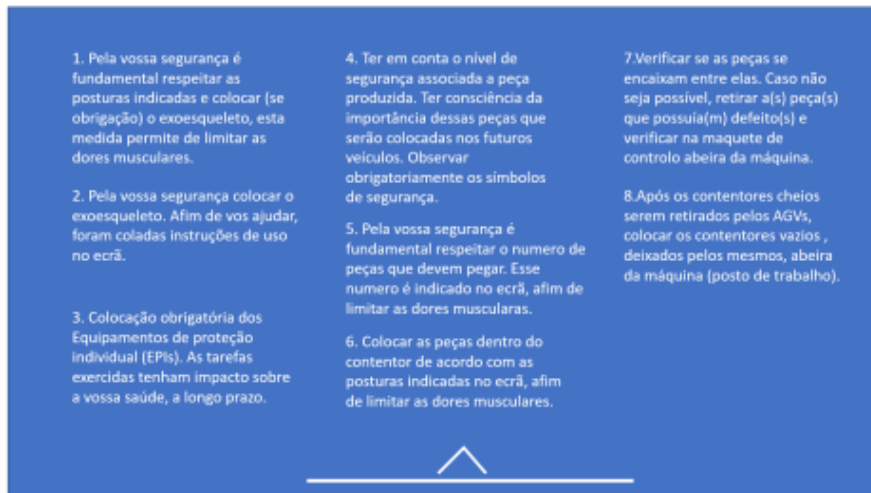 1. Pela vossa segurança é
fundamental respeitar as
posturas indicadas e colocar (se
obrigação) o exoesqueleto, esta
medida permite de limitar as
dores musculares.
2. Pela vossa segurança colocar o
exoesqueleto. Afim de vos ajudar,
foram coladas instruções de uso
no ecrã.
3. Colocação obrigatória dos
Equipamentos de proteção
individual (EPIs). As tarefas
exercidas tenham impacto sobre
a vossa saúde, a longo prazo.
4. Ter em conta o nível de
segurança associada a peça
produzida. Ter consciência da
importância dessas peças que
serão colocadas nos futuros
veículos. Observar
obrigatoriamente os símbolos
de segurança.
5. Pela vossa segurança é
fundamental respeitar o numero de
peças que devem pegar. Esse
numero é indicado no ecrã, afim de
limitar as dores muscularas.
6. Colocar as peças dentro do
contentor de acordo com as
posturas indicadas no ecrã, afim
de limitar as dores musculares.
7.Verificar se as peças se
encaixam entre elas. Caso não
seja possível, retirar a(s) peça(s)
que possuía(m) defeito(s) e
verificar na maquete de
controlo abeira da máquina.
8.Após os contentores cheios
serem retirados pelos AGVs,
colocar os contentores vazios ,
deixados pelos mesmos, abeira
da máquina (posto de trabalho).